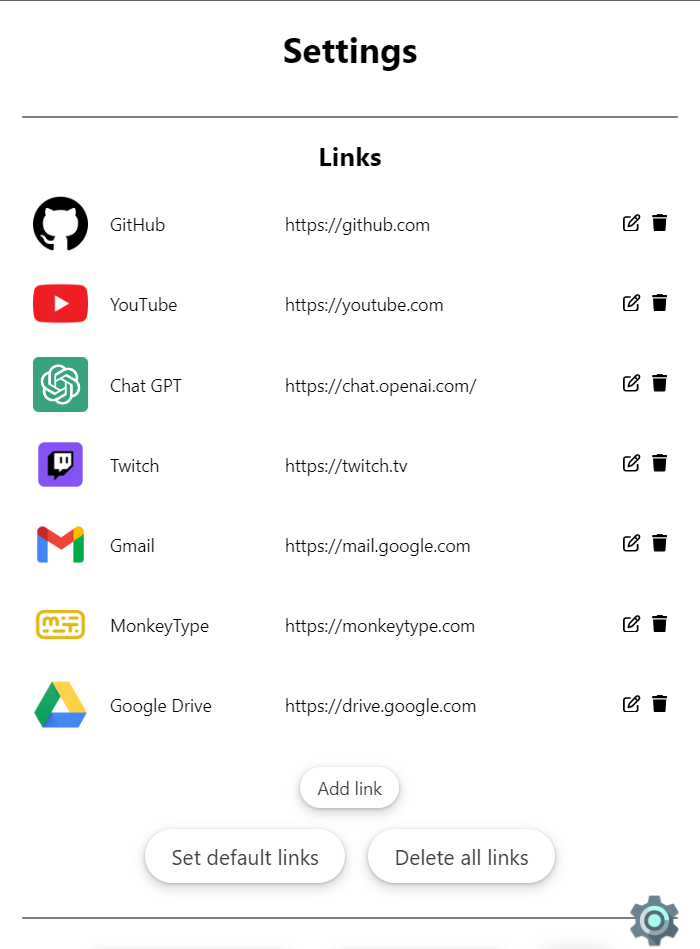 Settings
Links
GitHub https://github.com
YouTube https://youtube.com
Chat GPT https://chat.openai.com/
Twitch https://twitch.tv
Gmail https://mail.google.com
MonkeyType https://monkeytype.com
Google Drive https://drive.google.com
Add link
Set default links Delete all links